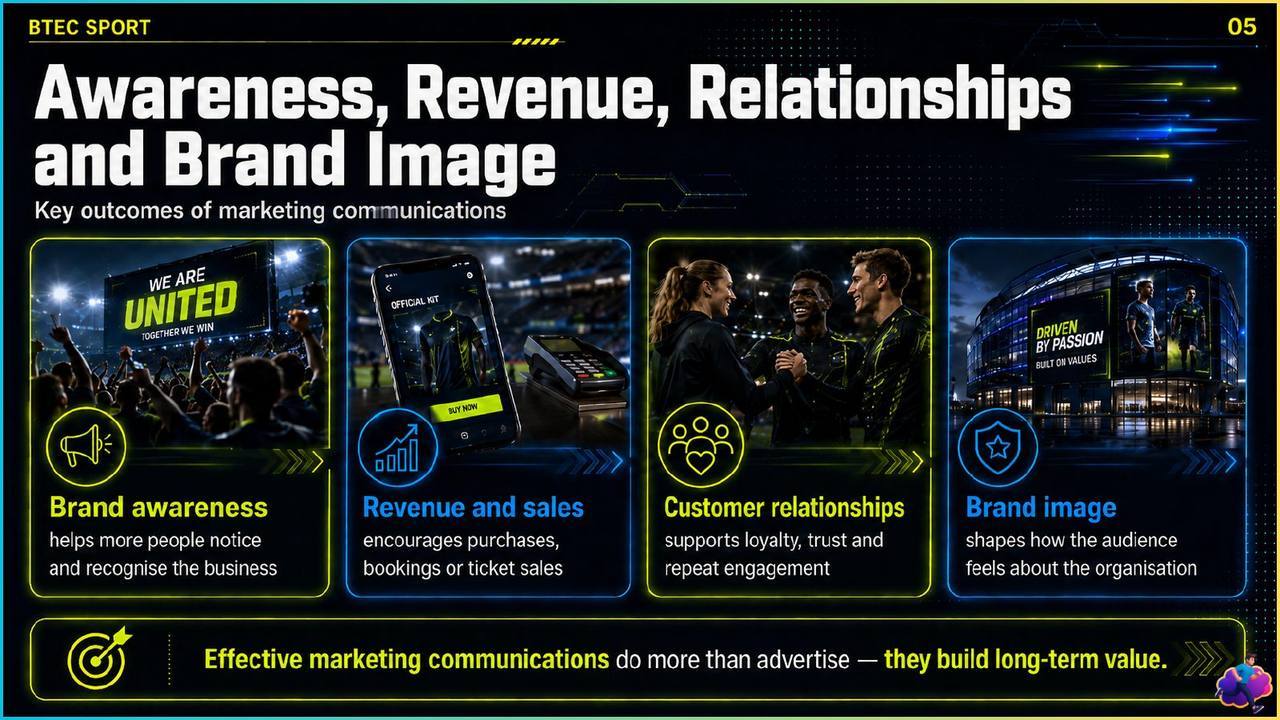 BTEC SPORT
05
Awareness, Revenue, Relationships
and Brand Image
Key outcomes of marketing communications
WE ARE
UNITED
TOGETHER WE WIN
OFFICIAL KIT
BUY NOW
DRIVEN
BY PASSION
BUILT ON VALUES
Brand awareness
helps more people notice
and recognise the business
Revenue and sales
encourages purchases,
bookings or ticket sales
Customer relationships
supports loyalty, trust and
repeat engagement
Brand image
shapes how the audience
feels about the organisation
Effective marketing communications do more than advertise — they build long-term value.